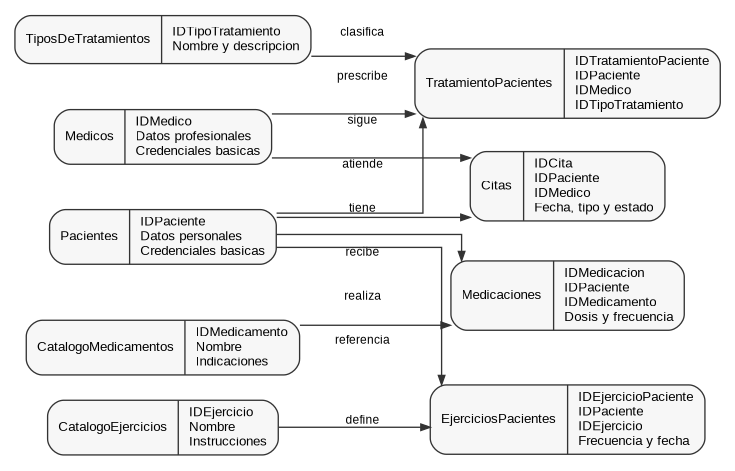 TiposDeTratamientos
IDTipoTratamiento
Nombre y descripcion
clasifica
prescribe
TratamientoPacientes
IDTratamientoPaciente
IDPaciente
IDMedico
IDTipoTratamiento
Medicos
IDMedico
Datos profesionales
Credenciales basicas
sigue
atiende
Citas
IDCita
IDPaciente
IDMedico
Fecha, tipo y estado
Pacientes
IDPaciente
Datos personales
Credenciales basicas
tiene
recibe
Medicaciones
IDMedicacion
IDPaciente
IDMedicamento
Dosis y frecuencia
realiza
CatalogoMedicamentos
IDMedicamento
Nombre
Indicaciones
referencia
EjerciciosPacientes
IDEjercicioPaciente
IDPaciente
IDEjercicio
Frecuencia y fecha
CatalogoEjercicios
IDEjercicio
Nombre
Instrucciones
define